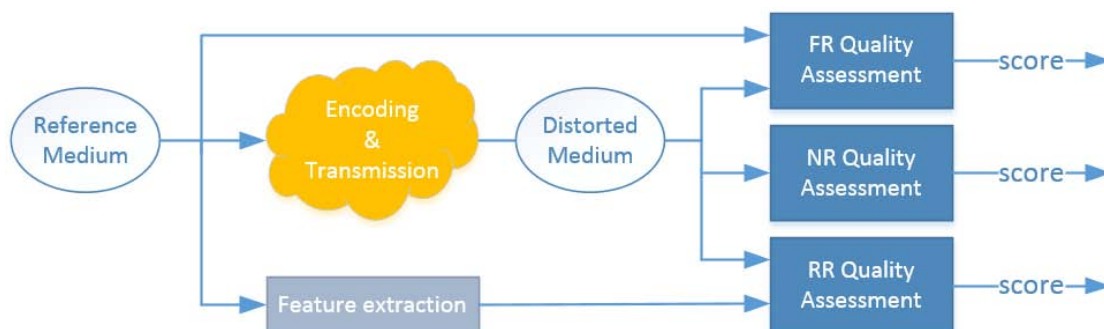 Reference
Medium
Encoding
&
Transmission
Distorted
Medium
Feature extraction
FR Quality
Assessment
score
NR Quality
Assessment
score
RR Quality
Assessment
score